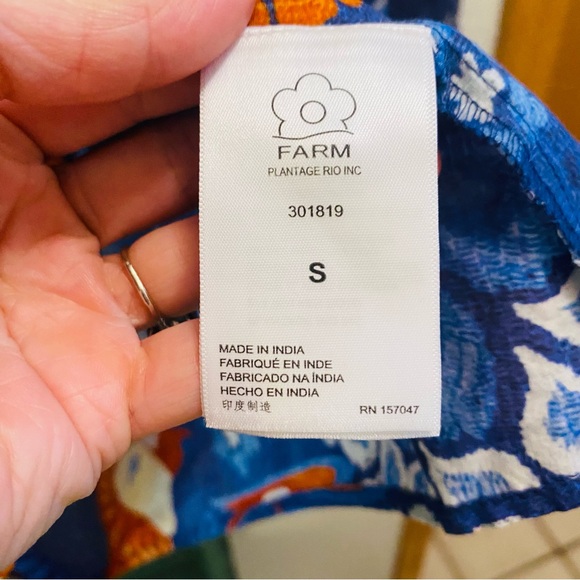 FARM
PLANTAGE RIO INC
301819
S
MADE IN INDIA
FABRIQUÉ EN INDE
FABRICADO NA ÍNDIA
HECHO EN INDIA
印度制造 RN 157047